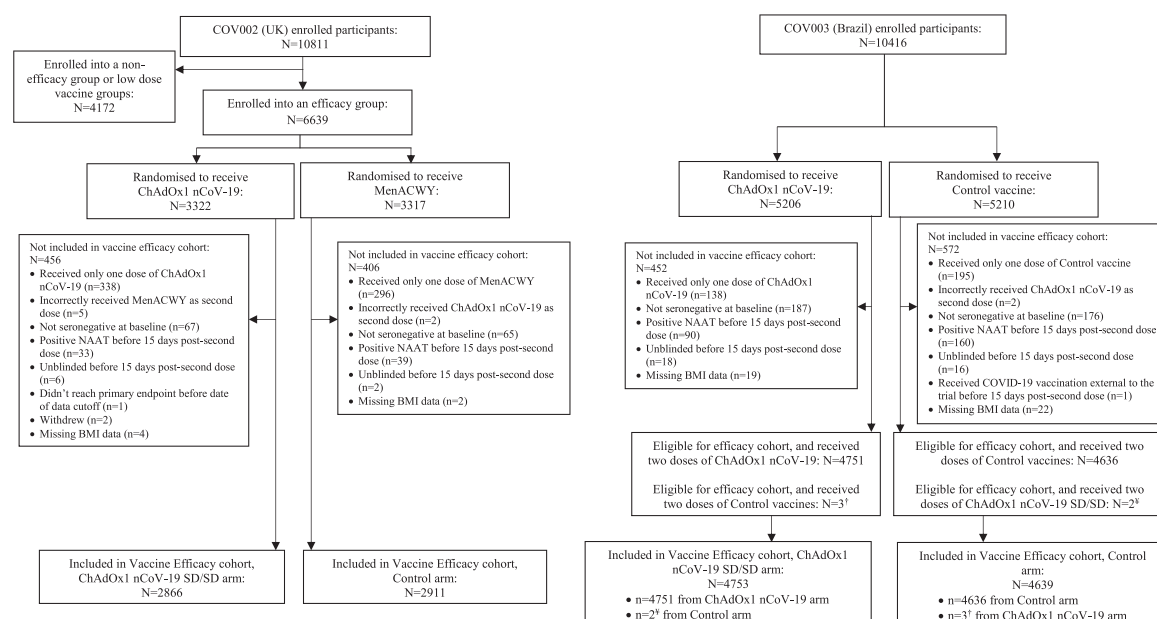 COV002 (UK) enrolled participants:
N=10811
Enrolled into a non-
efficacy group or low dose
vaccine groups:
N=4172
Enrolled into an efficacy group:
N=6639
Randomised to receive
ChAdOx1 nCoV-19:
N=3322
Randomised to receive
MenACWY:
N=3317
Not included in vaccine efficacy cohort:
N=456
• Received only one dose of ChAdOx1
nCoV-19 (n=338)
• Incorrectly received MenACWY as second
dose (n=5)
• Not seronegative at baseline (n=67)
• Positive NAAT before 15 days post-second
dose (n=33)
• Unblinded before 15 days post-second dose
(n=6)
• Didn't reach primary endpoint before date
of data cutoff (n=1)
• Withdrew (n=2)
• Missing BMI data (n=4)
Not included in vaccine efficacy cohort:
N=406
• Received only one dose of MenACWY
(n=296)
• Incorrectly received ChAdOx1 nCoV-19 as
second dose (n=2)
• Not seronegative at baseline (n=65)
• Positive NAAT before 15 days post-second
dose (n=39)
• Unblinded before 15 days post-second dose
(n=2)
• Missing BMI data (n=2)
Included in Vaccine Efficacy cohort,
ChAdOx1 nCoV-19 SD/SD arm:
N=2866
Included in Vaccine Efficacy cohort,
Control arm:
N=2911
COV003 (Brazil) enrolled participants:
N=10416
Randomised to receive
ChAdOx1 nCoV-19:
N=5206
Randomised to receive
Control vaccine:
N=5210
Not included in vaccine efficacy cohort:
N=452
• Received only one dose of ChAdOx1
nCoV-19 (n=138)
• Not seronegative at baseline (n=187)
• Positive NAAT before 15 days post-second
dose (n=90)
• Unblinded before 15 days post-second dose
(n=18)
• Missing BMI data (n=19)
Not included in vaccine efficacy cohort:
N=572
• Received only one dose of Control vaccine
(n=195)
• Incorrectly received ChAdOx1 nCoV-19 as
second dose (n=2)
• Not seronegative at baseline (n=176)
• Positive NAAT before 15 days post-second dose
(n=160)
• Unblinded before 15 days post-second dose
(n=16)
• Received COVID-19 vaccination external to the
trial before 15 days post-second dose (n=1)
• Missing BMI data (n=22)
Eligible for efficacy cohort, and received
two doses of ChAdOx1 nCoV-19: N=4751
Eligible for efficacy cohort, and received
two doses of Control vaccines: N=3†
Eligible for efficacy cohort, and received
two doses of Control vaccines: N=4636
Eligible for efficacy cohort, and received two
doses of ChAdOx1 nCoV-19 SD/SD: N=2¥
Included in Vaccine Efficacy cohort, ChAdOx1
nCoV-19 SD/SD arm:
N=4753
• n=4751 from ChAdOx1 nCoV-19 arm
• n=2¥ from Control arm
Included in Vaccine Efficacy cohort, Control
arm:
N=4639
• n=4636 from Control arm
• n=3† from ChAdOx1 nCoV-19 arm